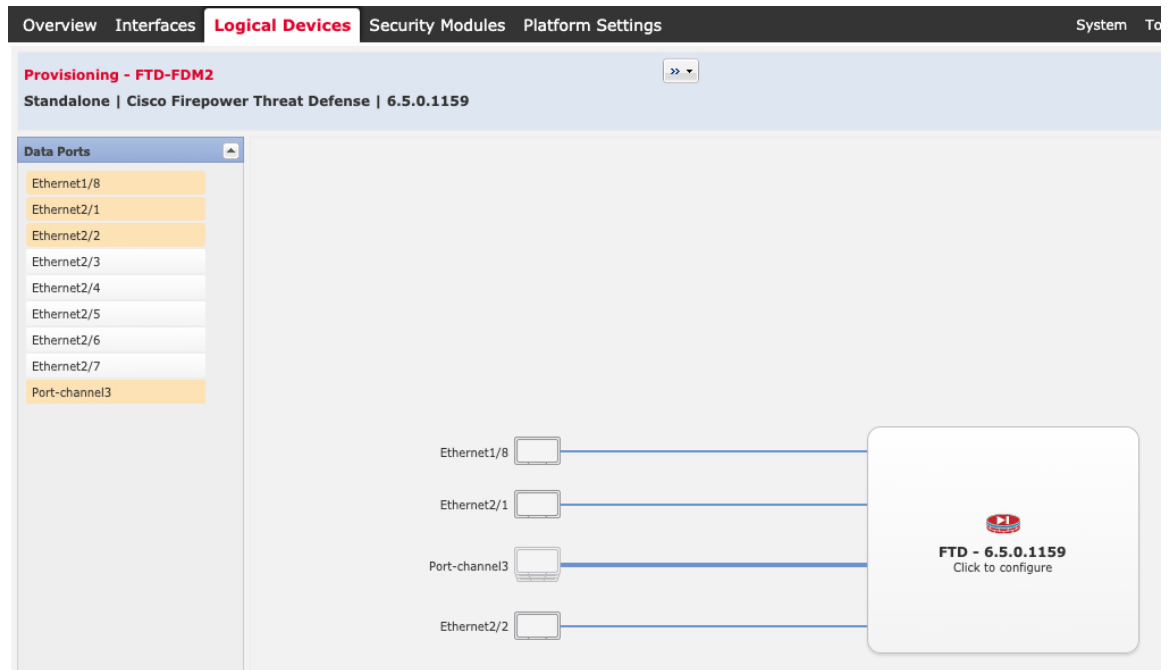 Overview Interfaces Logical Devices Security Modules Platform Settings System To
Provisioning - FTD-FDM2
Standalone | Cisco Firepower Threat Defense | 6.5.0.1159
Data Ports
Ethernet1/8
Ethernet2/1
Ethernet2/2
Ethernet2/3
Ethernet2/4
Ethernet2/5
Ethernet2/6
Ethernet2/7
Port-channel3
Ethernet1/8
Ethernet2/1
Port-channel3
Ethernet2/2
FTD - 6.5.0.1159
Click to configure